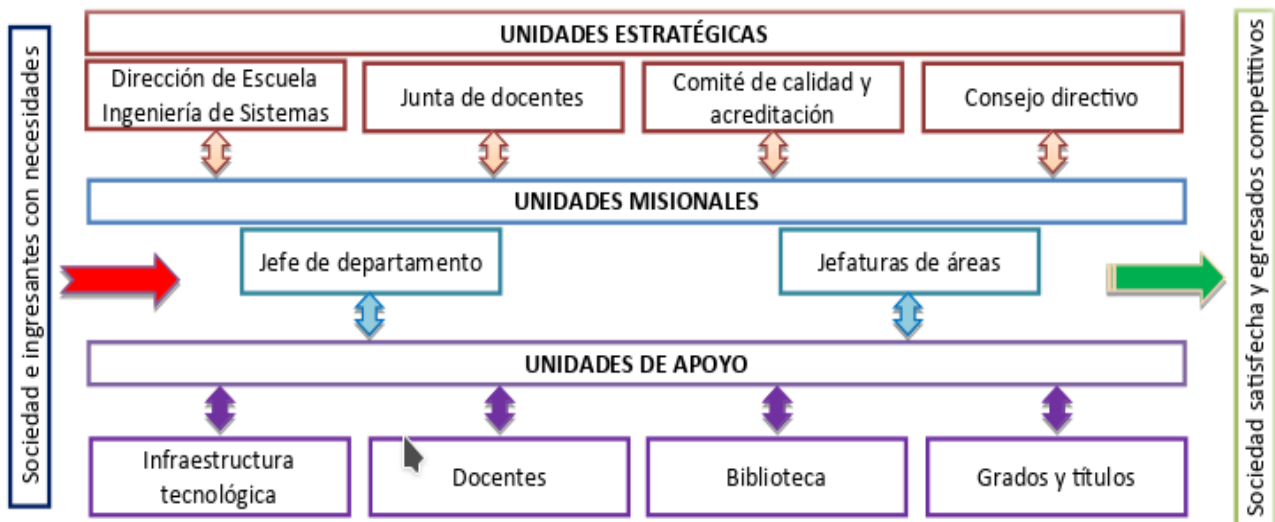 Sociedad e ingresantes con necesidades
UNIDADES ESTRATÉGICAS
Dirección de Escuela
Ingeniería de Sistemas
Junta de docentes
Comité de calidad y
acreditación
Consejo directivo
UNIDADES MISIONALES
Jefe de departamento
Jefaturas de áreas
UNIDADES DE APOYO
Infraestructura
tecnológica
Docentes
Biblioteca
Grados y títulos
Sociedad satisfecha y egresados competitivos